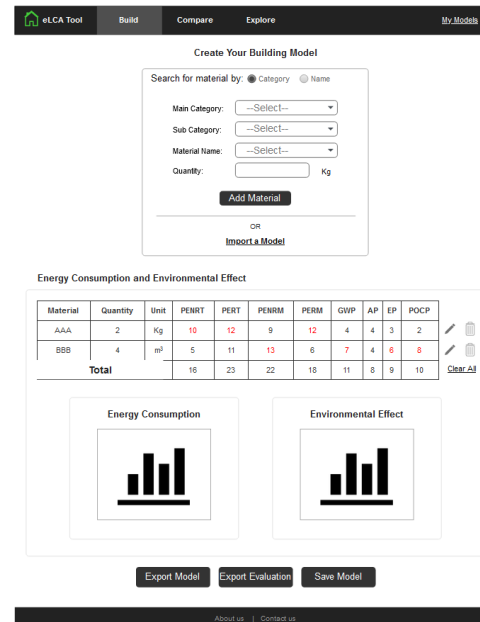 eLCA Tool Build Compare Explore My Models
Create Your Building Model
Search for material by: Category Name
Main Category: --Select--
Sub Category: --Select--
Material Name: --Select--
Quantity: Kg
Add Material
OR
Import a Model
Energy Consumption and Environmental Effect
Material Quantity Unit PENRT PERT PENRM PERM GWP AP EP POCP
AAA 2 Kg 10 12 9 12 4 4 3 2
BBB 4 m³ 5 11 13 6 7 4 6 8
Total 16 23 22 18 11 8 9 10 Clear All
Energy Consumption Environmental Effect
Export Model Export Evaluation Save Model
About us | Contact us